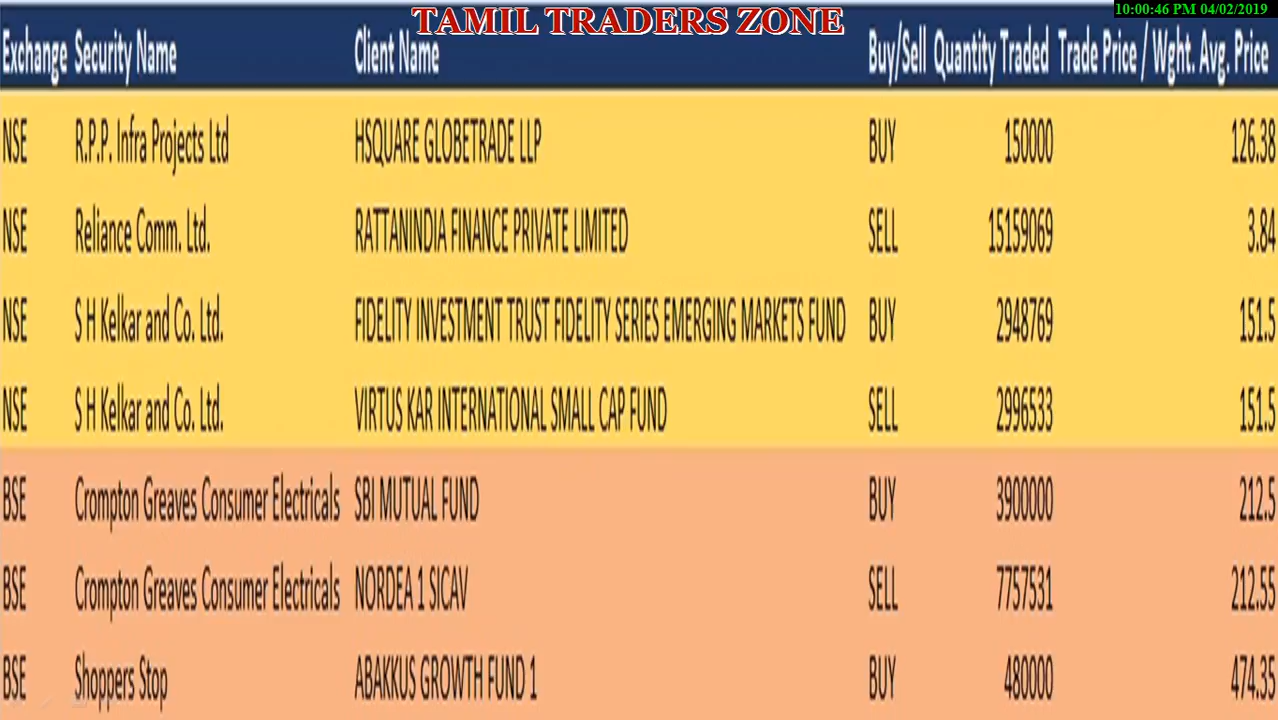 TAMIL TRADERS ZONE
10:00:46 PM 04/02/2019
Exchange Security Name Client Name Buy/Sell Quantity Traded Trade Price / Wght. Avg. Price
NSE R.P.P. Infra Projects Ltd HSQUARE GLOBETRADE LLP BUY 150000 126.38
NSE Reliance Comm. Ltd. RATTANINDIA FINANCE PRIVATE LIMITED SELL 15159069 3.84
NSE S H Kelkar and Co. Ltd. FIDELITY INVESTMENT TRUST FIDELITY SERIES EMERGING MARKETS FUND BUY 2948769 151.5
NSE S H Kelkar and Co. Ltd. VIRTUS KAR INTERNATIONAL SMALL CAP FUND SELL 2996533 151.5
BSE Crompton Greaves Consumer Electricals SBI MUTUAL FUND BUY 3900000 212.5
BSE Crompton Greaves Consumer Electricals NORDEA 1 SICAV SELL 7757531 212.55
BSE Shoppers Stop ABAKKUS GROWTH FUND 1 BUY 480000 474.35